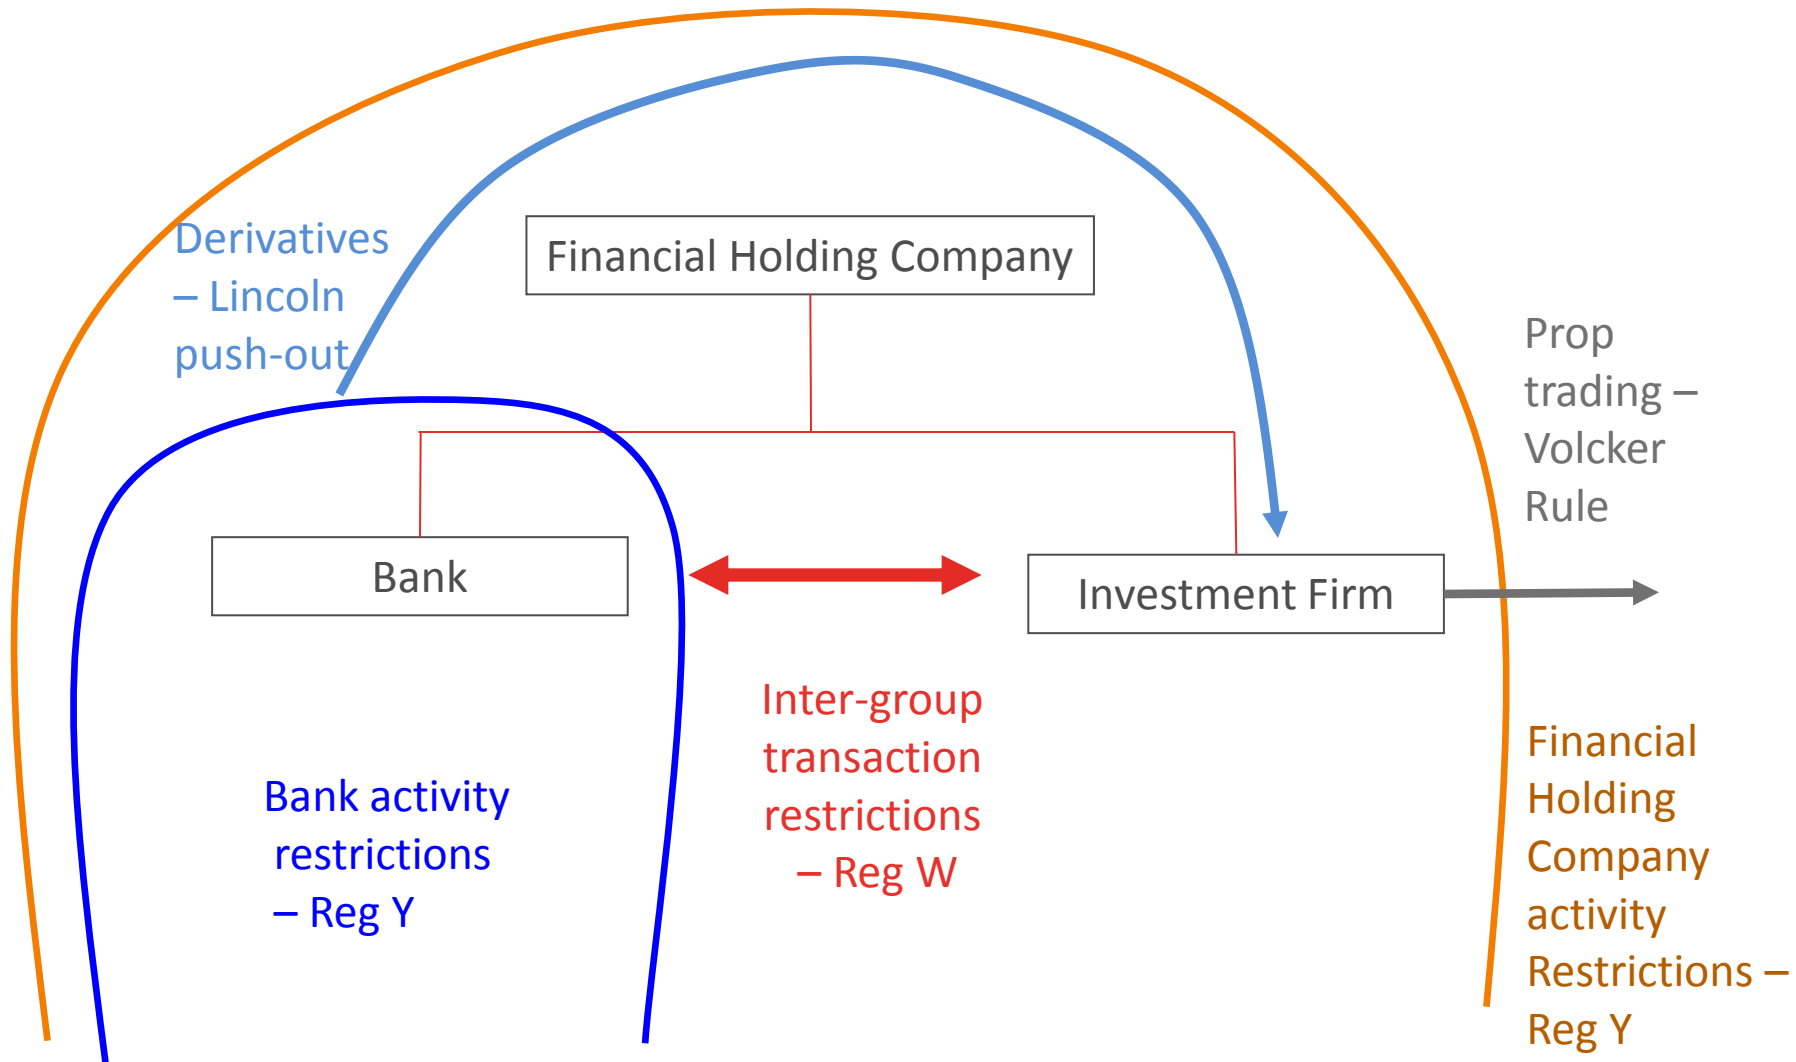 Derivatives
– Lincoln
push-out
Financial Holding Company
Prop
trading –
Volcker
Rule
Bank
Investment Firm
Bank activity
restrictions
– Reg Y
Inter-group
transaction
restrictions
– Reg W
Financial
Holding
Company
activity
Restrictions –
Reg Y